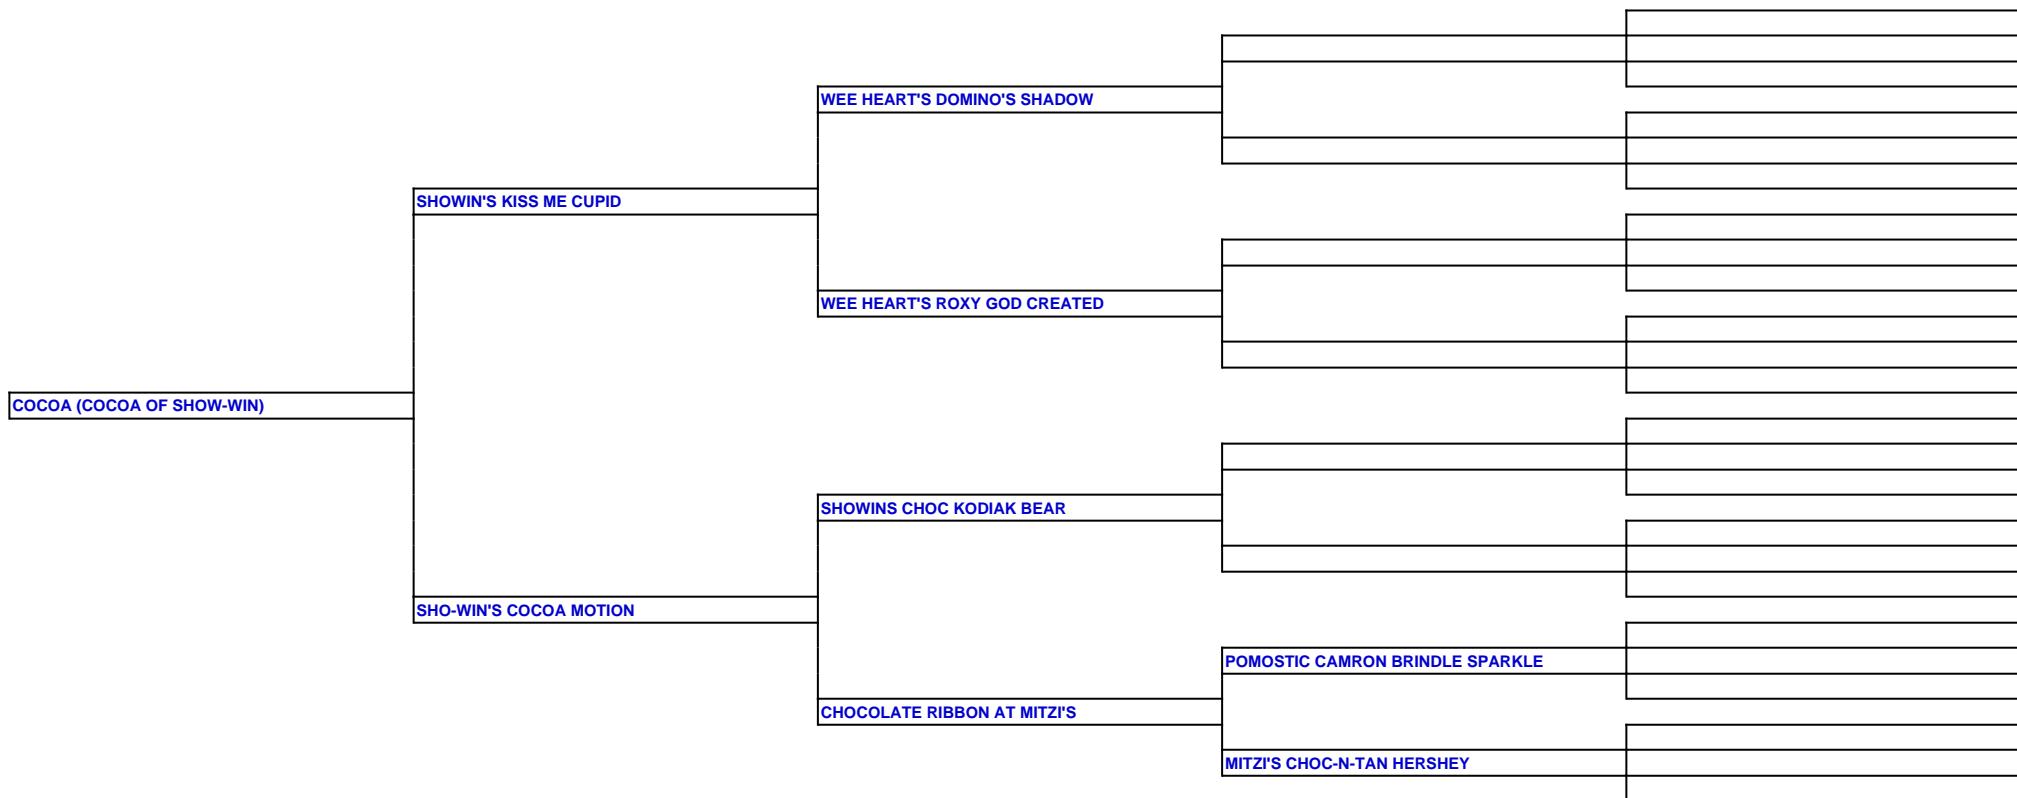 WEE HEART'S DOMINO'S SHADOW
SHOWIN'S KISS ME CUPID
WEE HEART'S ROXY GOD CREATED
COCOA (COCOA OF SHOW-WIN)
SHOWINS CHOC KODIAK BEAR
SHO-WIN'S COCOA MOTION
POMOSTIC CAMRON BRINDLE SPARKLE
CHOCOLATE RIBBON AT MITZI'S
MITZI'S CHOC-N-TAN HERSHEY